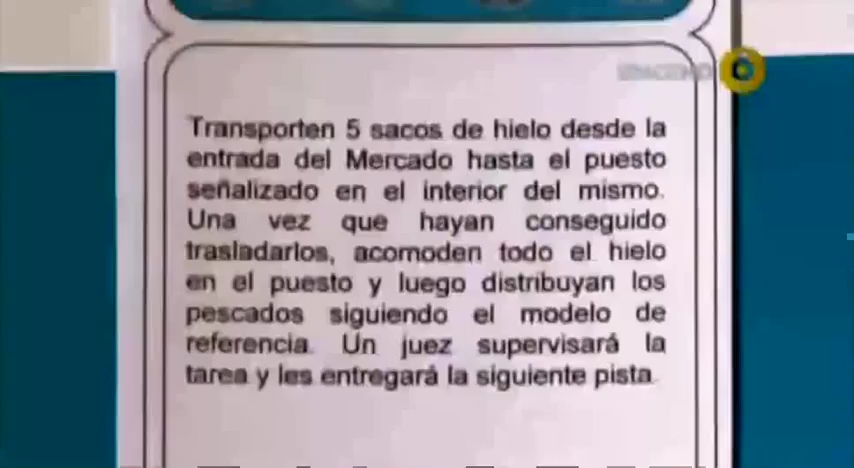 Transporten 5 sacos de hielo desde la
entrada del Mercado hasta el puesto
señalizado en el interior del mismo.
Una vez que hayan conseguido
trasladarlos, acomoden todo el hielo
en el puesto y luego distribuyan los
pescados siguiendo el modelo de
referencia. Un juez supervisará la
tarea y les entregará la siguiente pista.